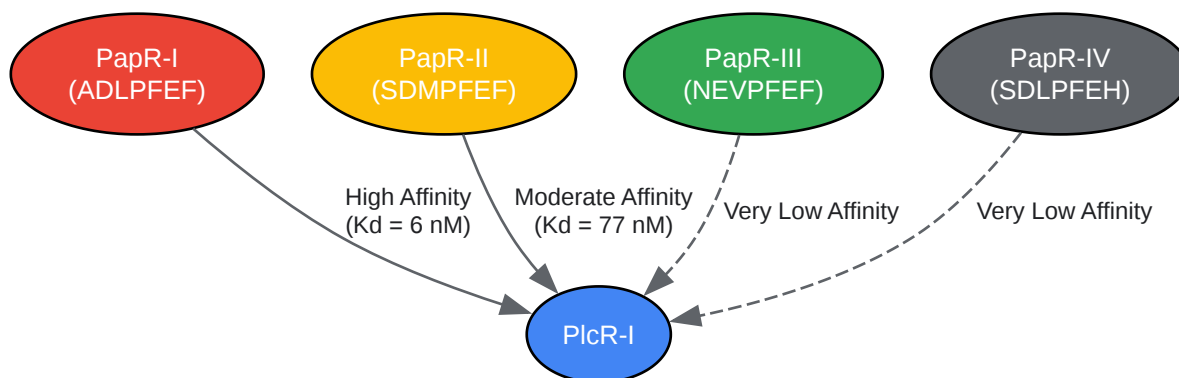 PapR-I
(ADLPFEF)
PapR-II
(SDMPFEF)
PapR-III
(NEVPFEF)
PapR-IV
(SDLPFEH)
High Affinity
(Kd = 6 nM)
Moderate Affinity
(Kd = 77 nM)
Very Low Affinity
Very Low Affinity
PlcR-I